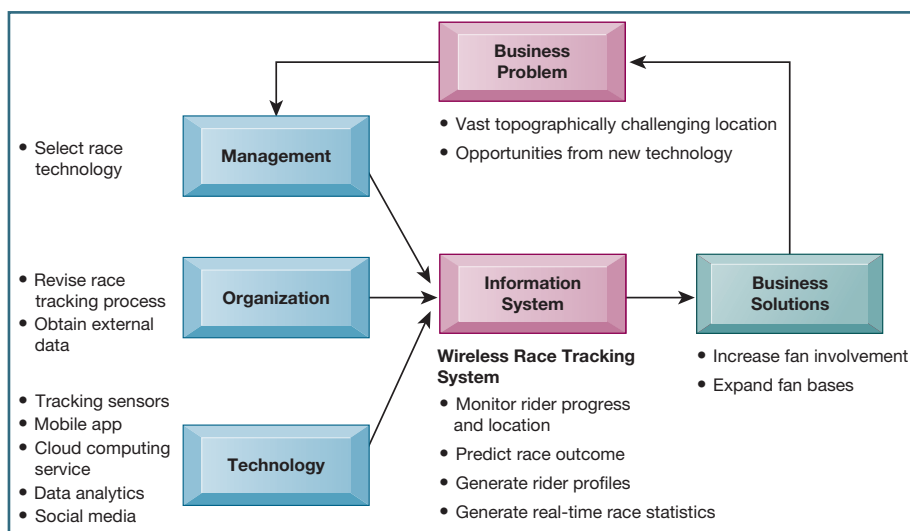 Business
Problem
• Vast topographically challenging location
• Opportunities from new technology
• Select race
technology
Management
• Revise race
tracking process
• Obtain external
data
Organization
Information
System
Business
Solutions
Wireless Race Tracking
System
• Monitor rider progress
and location
• Predict race outcome
• Generate rider profiles
• Generate real-time race statistics
• Increase fan involvement
• Expand fan bases
• Tracking sensors
• Mobile app
• Cloud computing
service
• Data analytics
• Social media
Technology